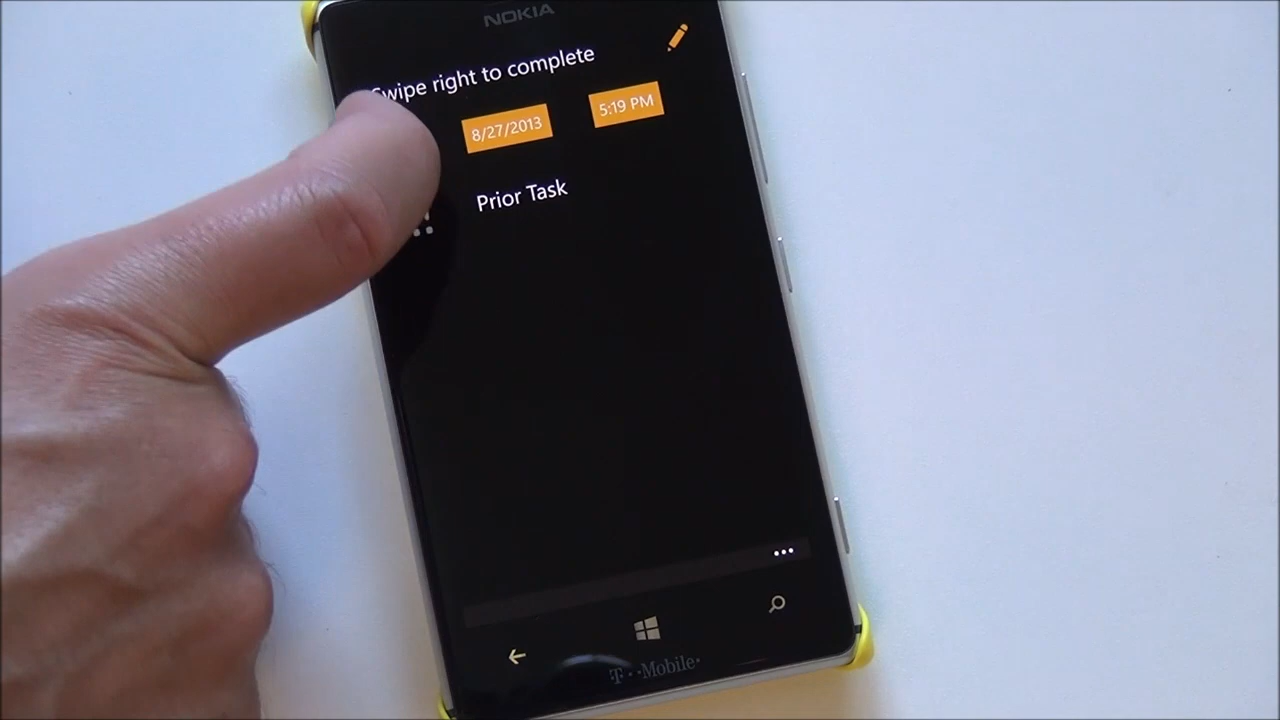 NOKIA
Swipe right to complete
8/27/2013 5:19 PM
Prior Task
T··Mobile·